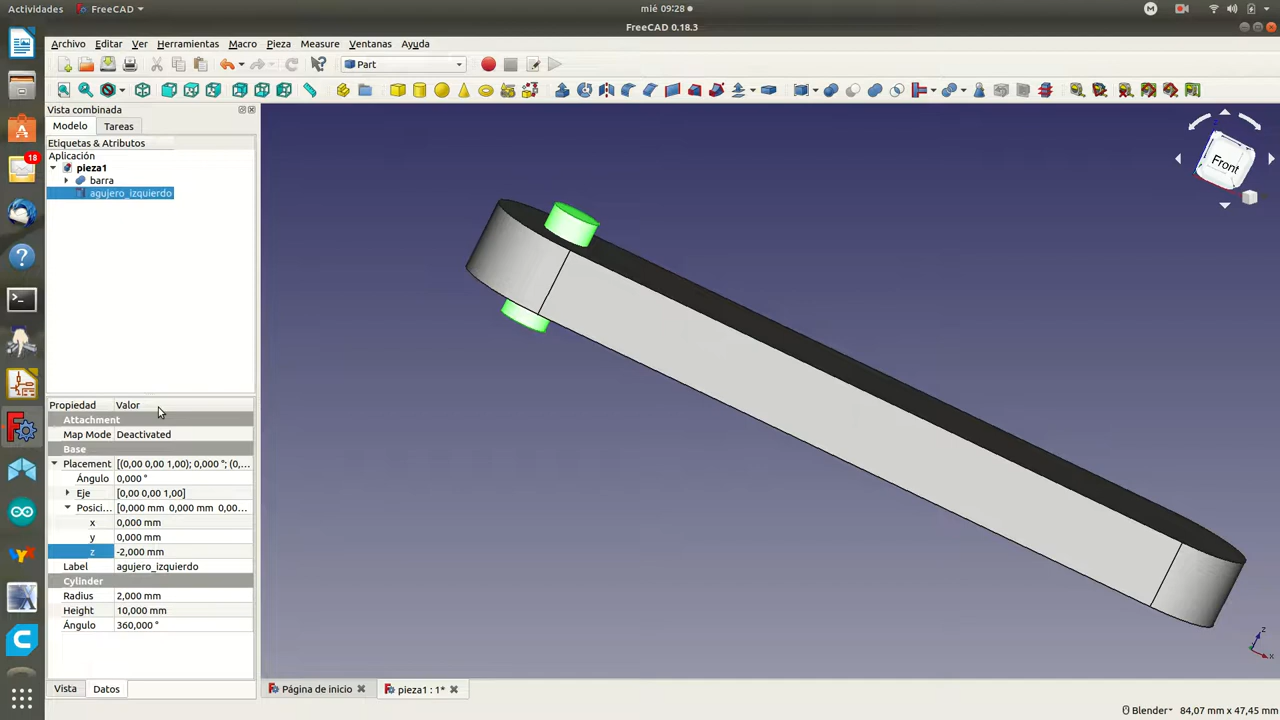 Actividades FreeCAD mié 09:28
FreeCAD 0.18.3
Archivo Editar Ver Herramientas Macro Pieza Measure Ventanas Ayuda
Part
Vista combinada
Modelo Tareas
Etiquetas & Atributos
Aplicación
pieza1
barra
agujero_izquierdo
18
Front
Propiedad Valor
Attachment
Map Mode Deactivated
Base
Placement [(0,00 0,00 1,00); 0,000 °; (0,...
Ángulo 0,000 °
Eje [0,00 0,00 1,00]
Posici... [0,000 mm 0,000 mm 0,00...
x 0,000 mm
y 0,000 mm
z -2,000 mm
Label agujero_izquierdo
Cylinder
Radius 2,000 mm
Height 10,000 mm
Ángulo 360,000 °
Z
X
Vista Datos
Página de inicio pieza1 : 1*
Blender 84,07 mm x 47,45 mm